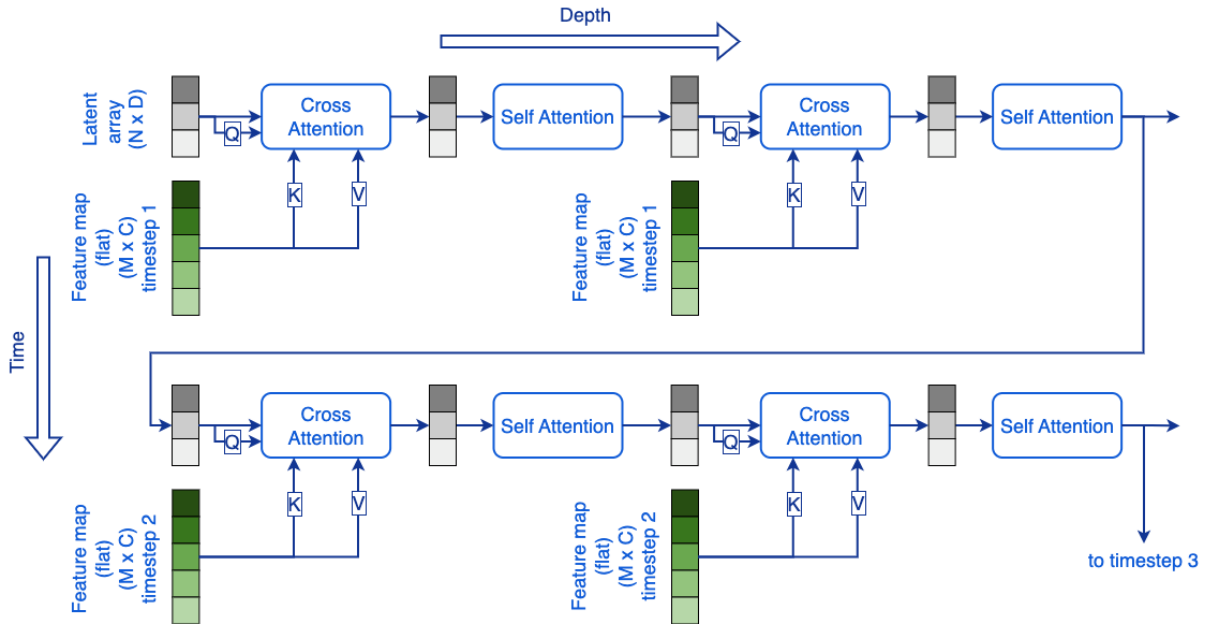 Depth
Latent
array
(N x D)
Q
Cross
Attention
Self Attention
Q
Cross
Attention
Self Attention
Feature map
(flat)
(M x C)
timestep 1
K
V
Feature map
(flat)
(M x C)
timestep 1
K
V
Time
Q
Cross
Attention
Self Attention
Q
Cross
Attention
Self Attention
Feature map
(flat)
(M x C)
timestep 2
K
V
Feature map
(flat)
(M x C)
timestep 2
K
V
to timestep 3